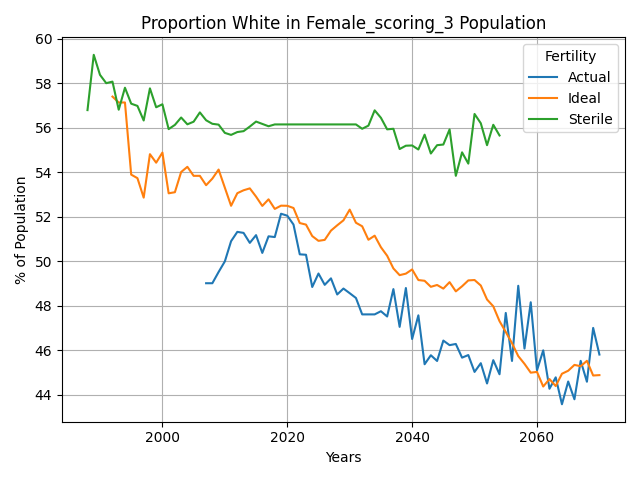 Proportion White in Female_scoring_3 Population
Fertility
Actual
Ideal
Sterile
% of Population
60
58
56
54
52
50
48
46
44
2000
2020
2040
2060
Years